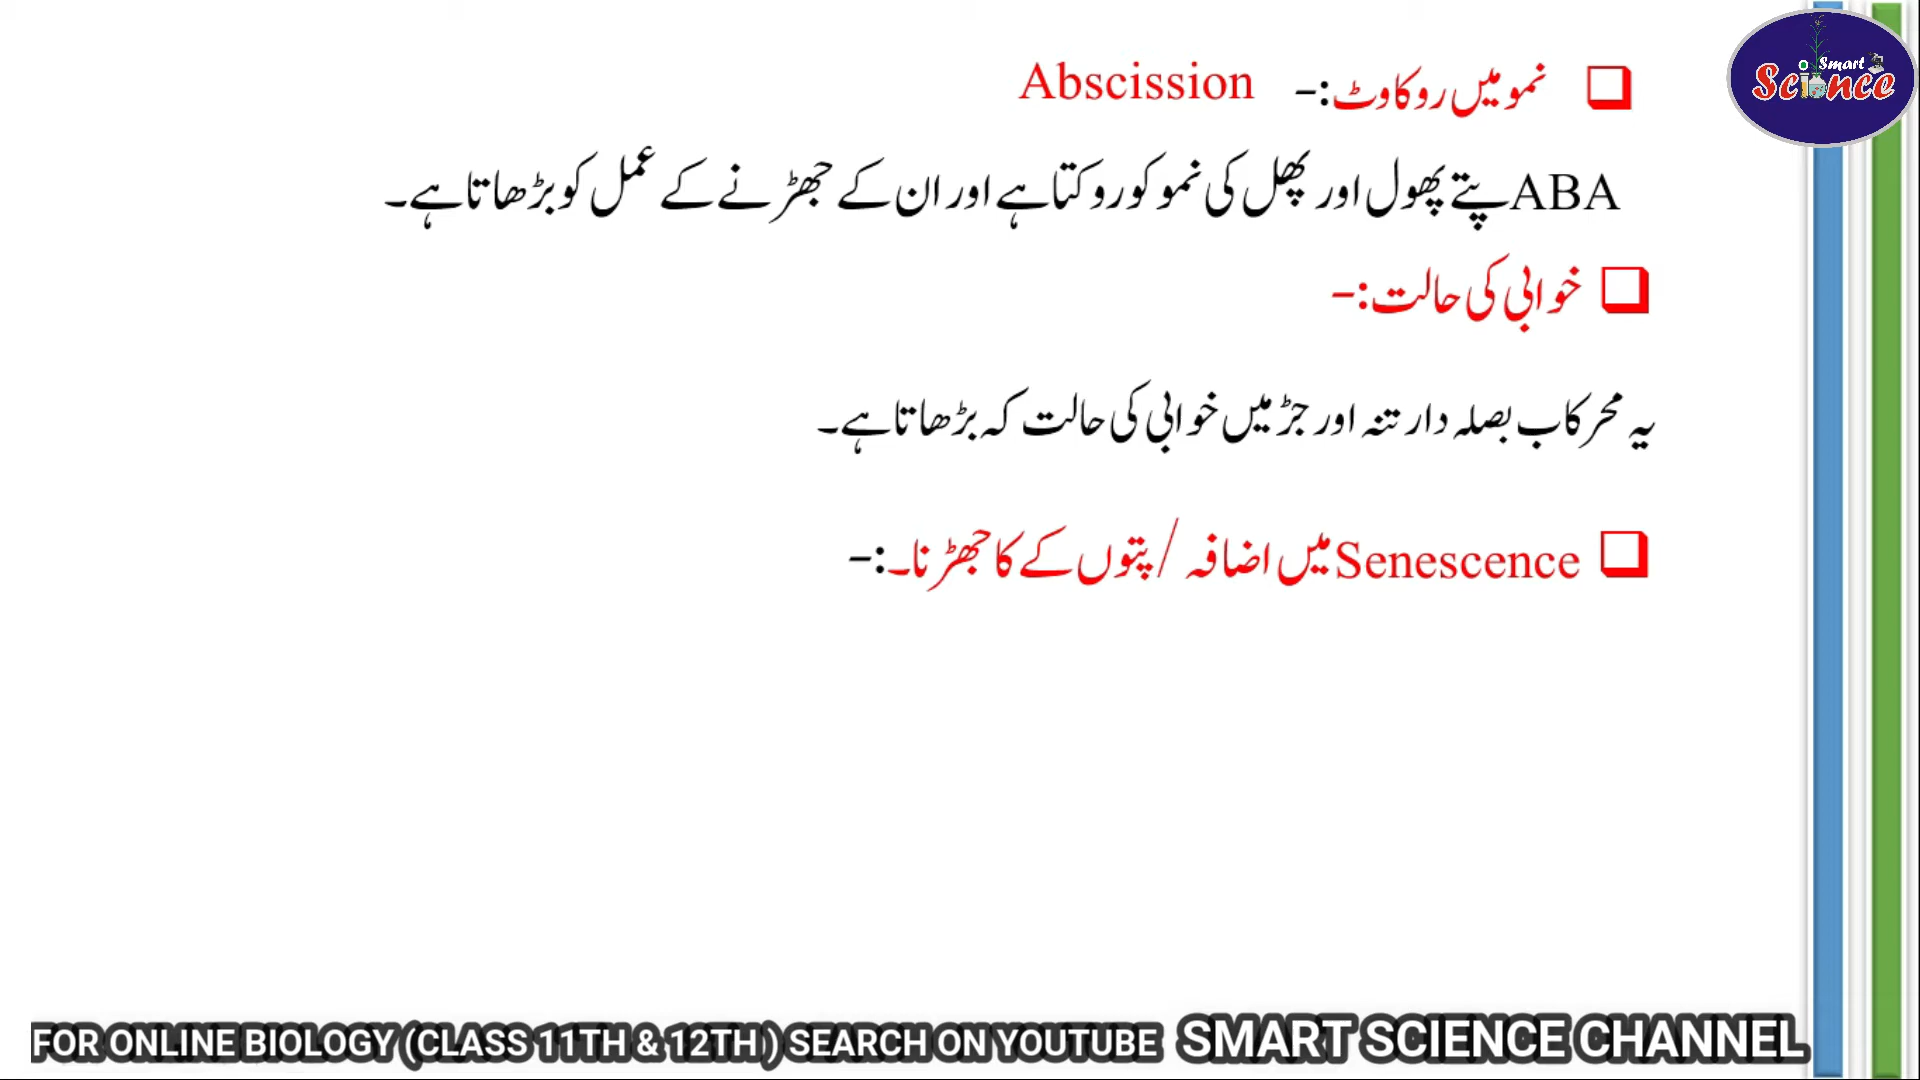 نمو میں روکاوٹ:- Abscission
ABA پتے پھول اور پھل کی نمو کو روکتا ہے اور ان کے جھڑنے کے عمل کو بڑھاتا ہے۔
خوابی کی حالت:-
یہ محرکاب بصلہ دار تنہ اور جڑ میں خوابی کی حالت کہ بڑھاتا ہے۔
Senescence میں اضافہ / پتوں کے کا جھڑنا۔:-
Smart
Science
FOR ONLINE BIOLOGY (CLASS 11TH & 12TH) SEARCH ON YOUTUBE SMART SCIENCE CHANNEL